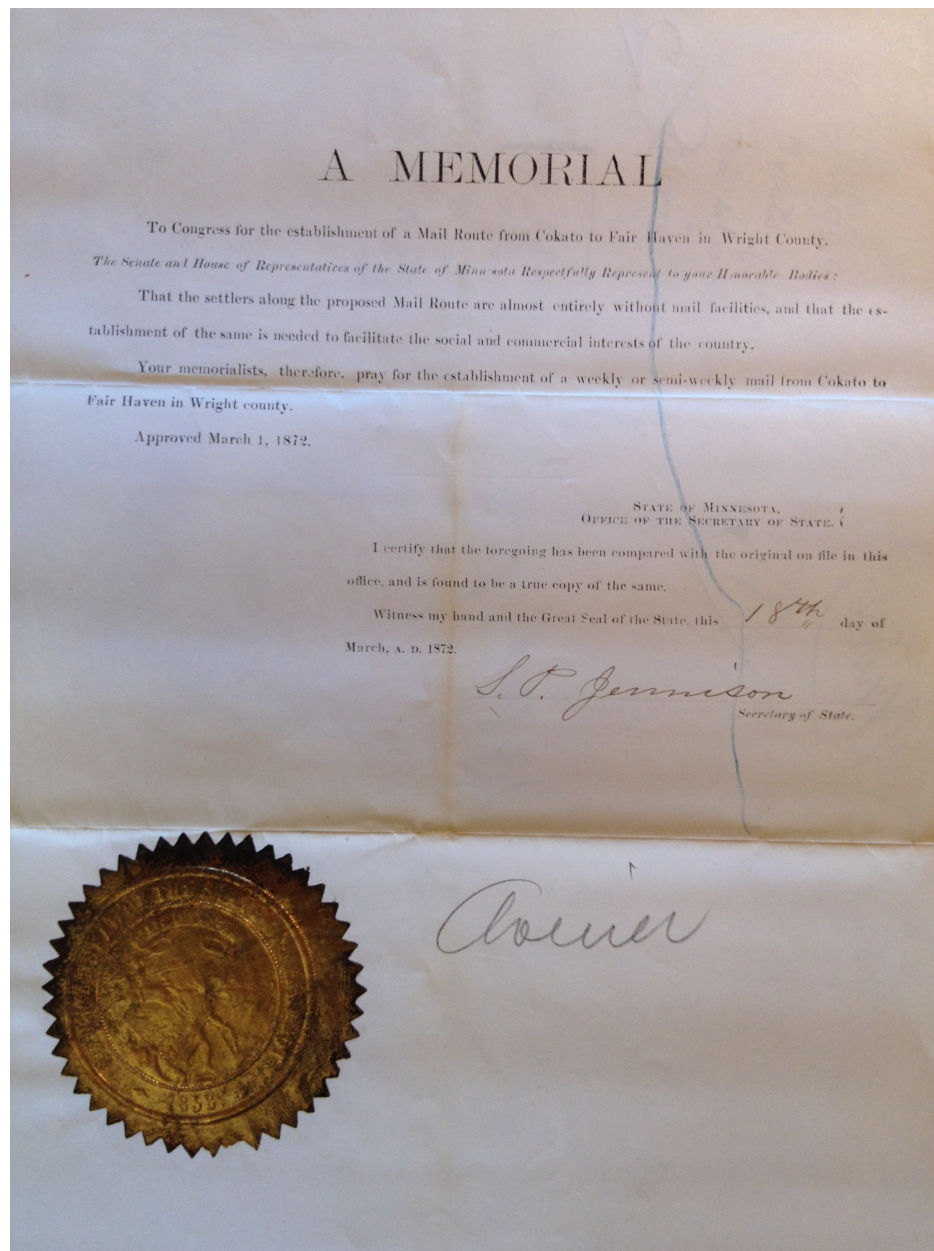 A MEMORIAL
To Congress for the establishment of a Mail Route from Cokato to Fair Haven in Wright County.
The Senate and House of Representatices of the State of Minn sota Respectfully Represent to your Honorable Bodies:
That the settlers along the proposed Mail Route are almost entirely without mail facilities, and that the es-
tablishment of the same is needed to facilitate the social and commercial interests of the country.
Your memorialists, therefore, pray for the establishment of a weekly or semi-weekly mail from Cokato to
Fair Haven in Wright county.
Approved March 1, 1872.
STATE OF MINNESOTA,
OFFICE OF THE SECRETARY OF STATE.
I certify that the foregoing has been compared with the original on file in this
office, and is found to be a true copy of the same.
Witness my hand and the Great Seal of the State, this 18th day of
March, A. D. 1872.
S. P. Jennison
Secretary of State.